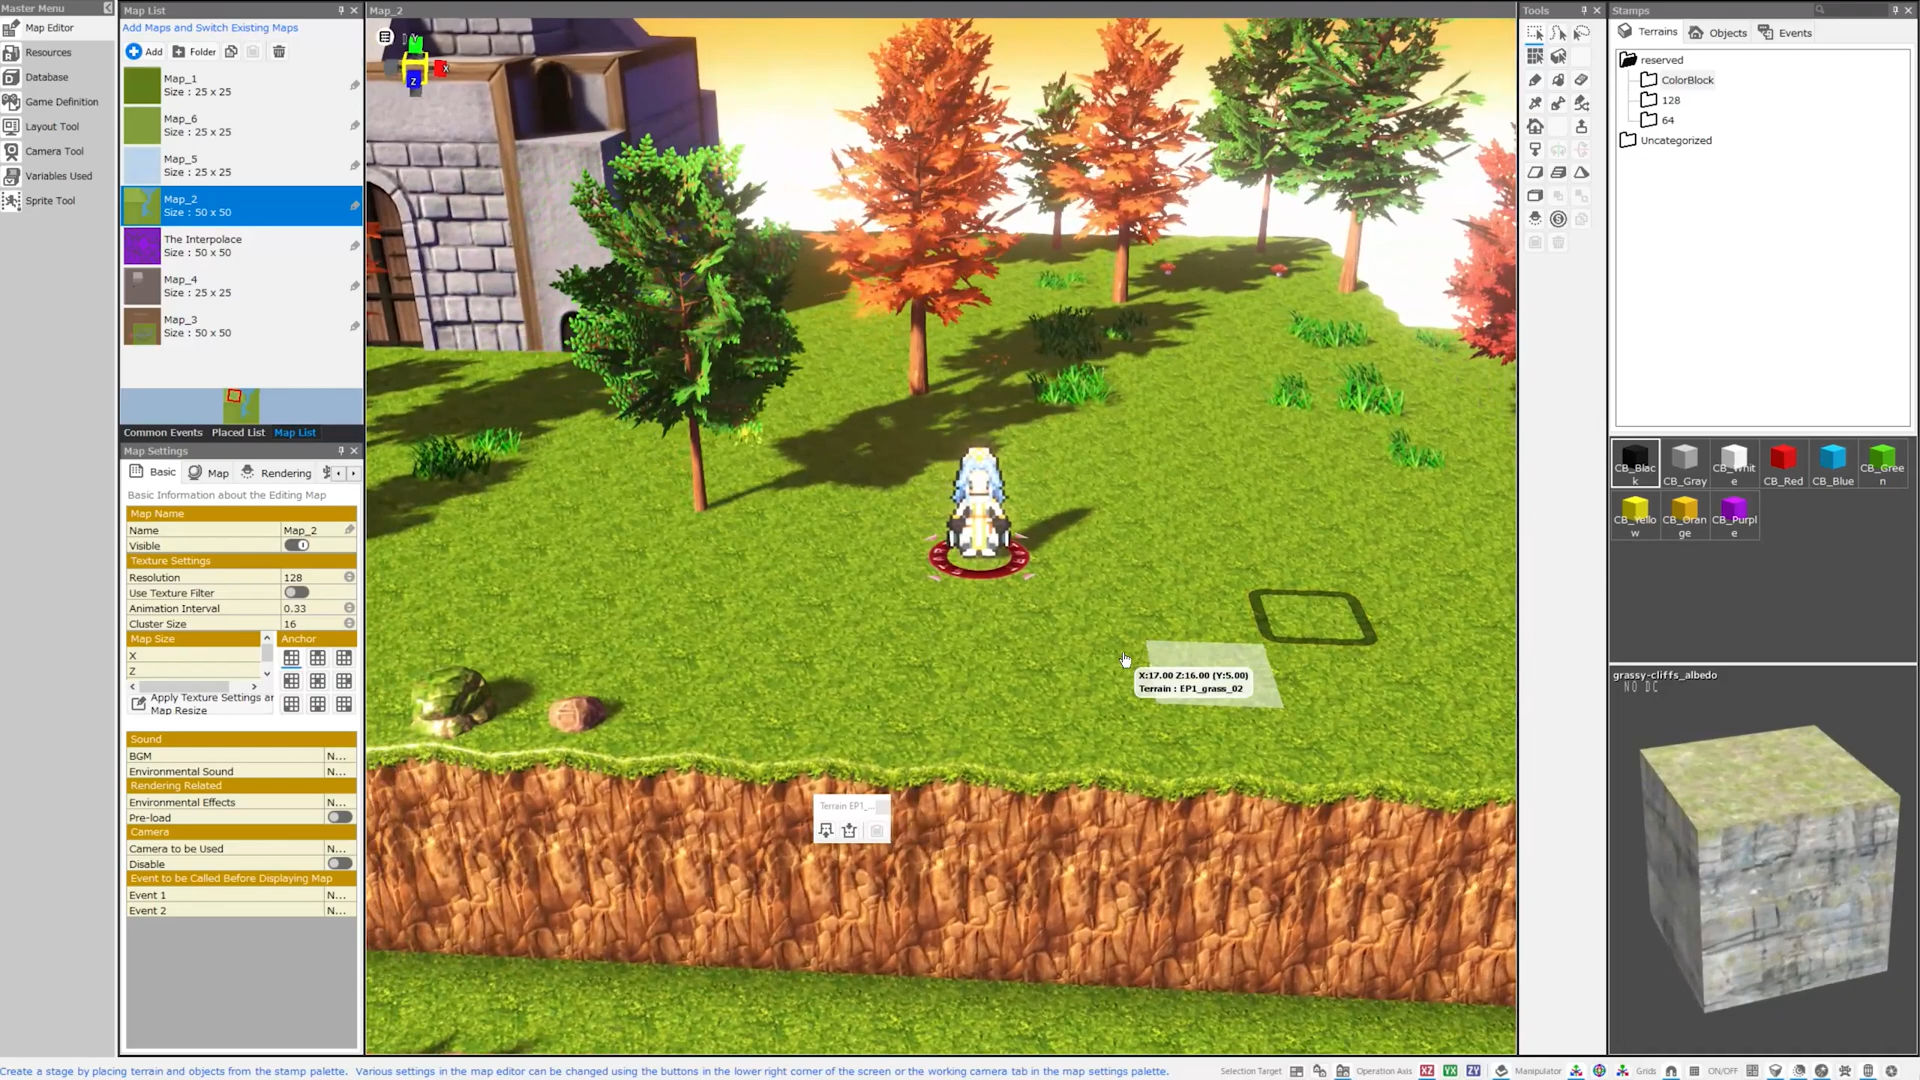 Master Menu
Map Editor
Resources
Database
Game Definition
Layout Tool
Camera Tool
Variables Used
Sprite Tool
Map List
Add Maps and Switch Existing Maps
Add
Folder
Map_1
Size : 25 x 25
Map_6
Size : 25 x 25
Map_5
Size : 25 x 25
Map_2
Size : 50 x 50
The Interpolace
Size : 50 x 50
Map_4
Size : 25 x 25
Map_3
Size : 50 x 50
Common Events Placed List Map List
Map Settings
Basic Map Rendering
Basic Information about the Editing Map
Map Name
Name Map_2
Visible
Texture Settings
Resolution 128
Use Texture Filter
Animation Interval 0.33
Cluster Size 16
Map Size Anchor
X
Z
Apply Texture Settings ar
Map Resize
Sound
BGM N...
Environmental Sound N...
Rendering Related
Environmental Effects N...
Pre-load
Camera
Camera to be Used N...
Disable
Event to be Called Before Displaying Map
Event 1 N...
Event 2 N...
Map_2
X
Z
X:17.00 Z:16.00 (Y:5.00)
Terrain : EP1_grass_02
Terrain EP1_...
Tools
Stamps
Terrains Objects Events
reserved
ColorBlock
128
64
Uncategorized
CB_Blac
k
CB_Gray
CB_Whit
e
CB_Red
CB_Blue
CB_Gree
n
CB_Yello
w
CB_Oran
ge
CB_Purpl
e
grassy-cliffs_albedo
NO DC
Create a stage by placing terrain and objects from the stamp palette. Various settings in the map editor can be changed using the buttons in the lower right corner of the screen or the working camera tab in the map settings palette.
Selection Target Operation Axis XZ YX ZY Manipulator Grids ON/OFF